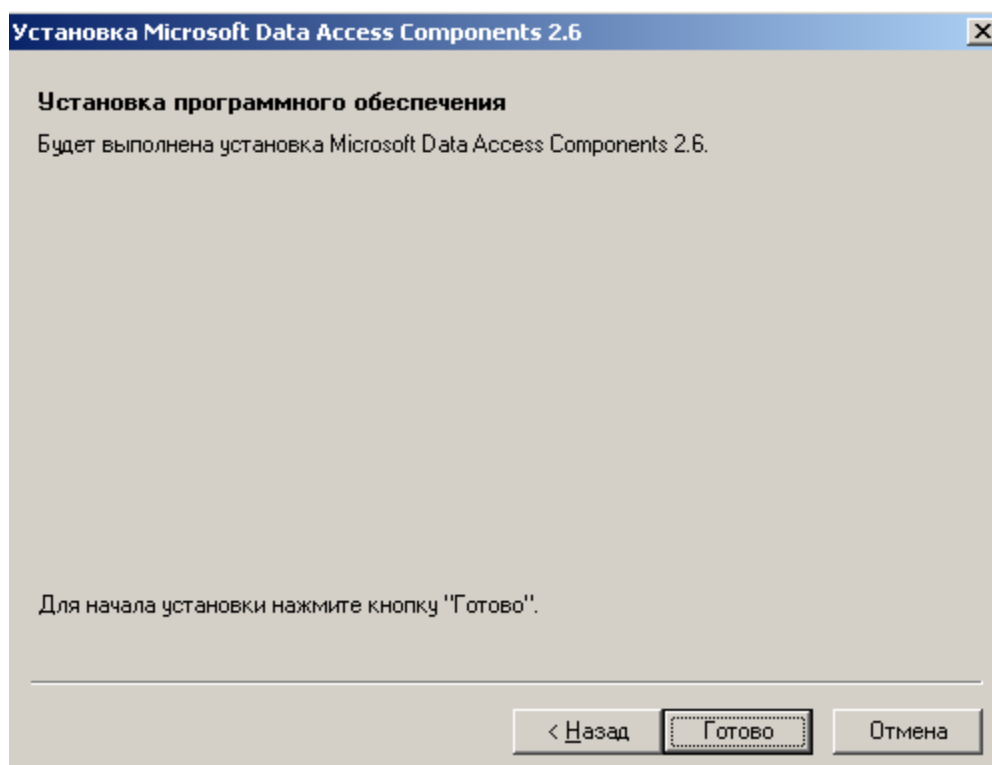 Установка Microsoft Data Access Components 2.6
Установка программного обеспечения
Будет выполнена установка Microsoft Data Access Components 2.6.
Для начала установки нажмите кнопку "Готово".
< Назад Готово Отмена